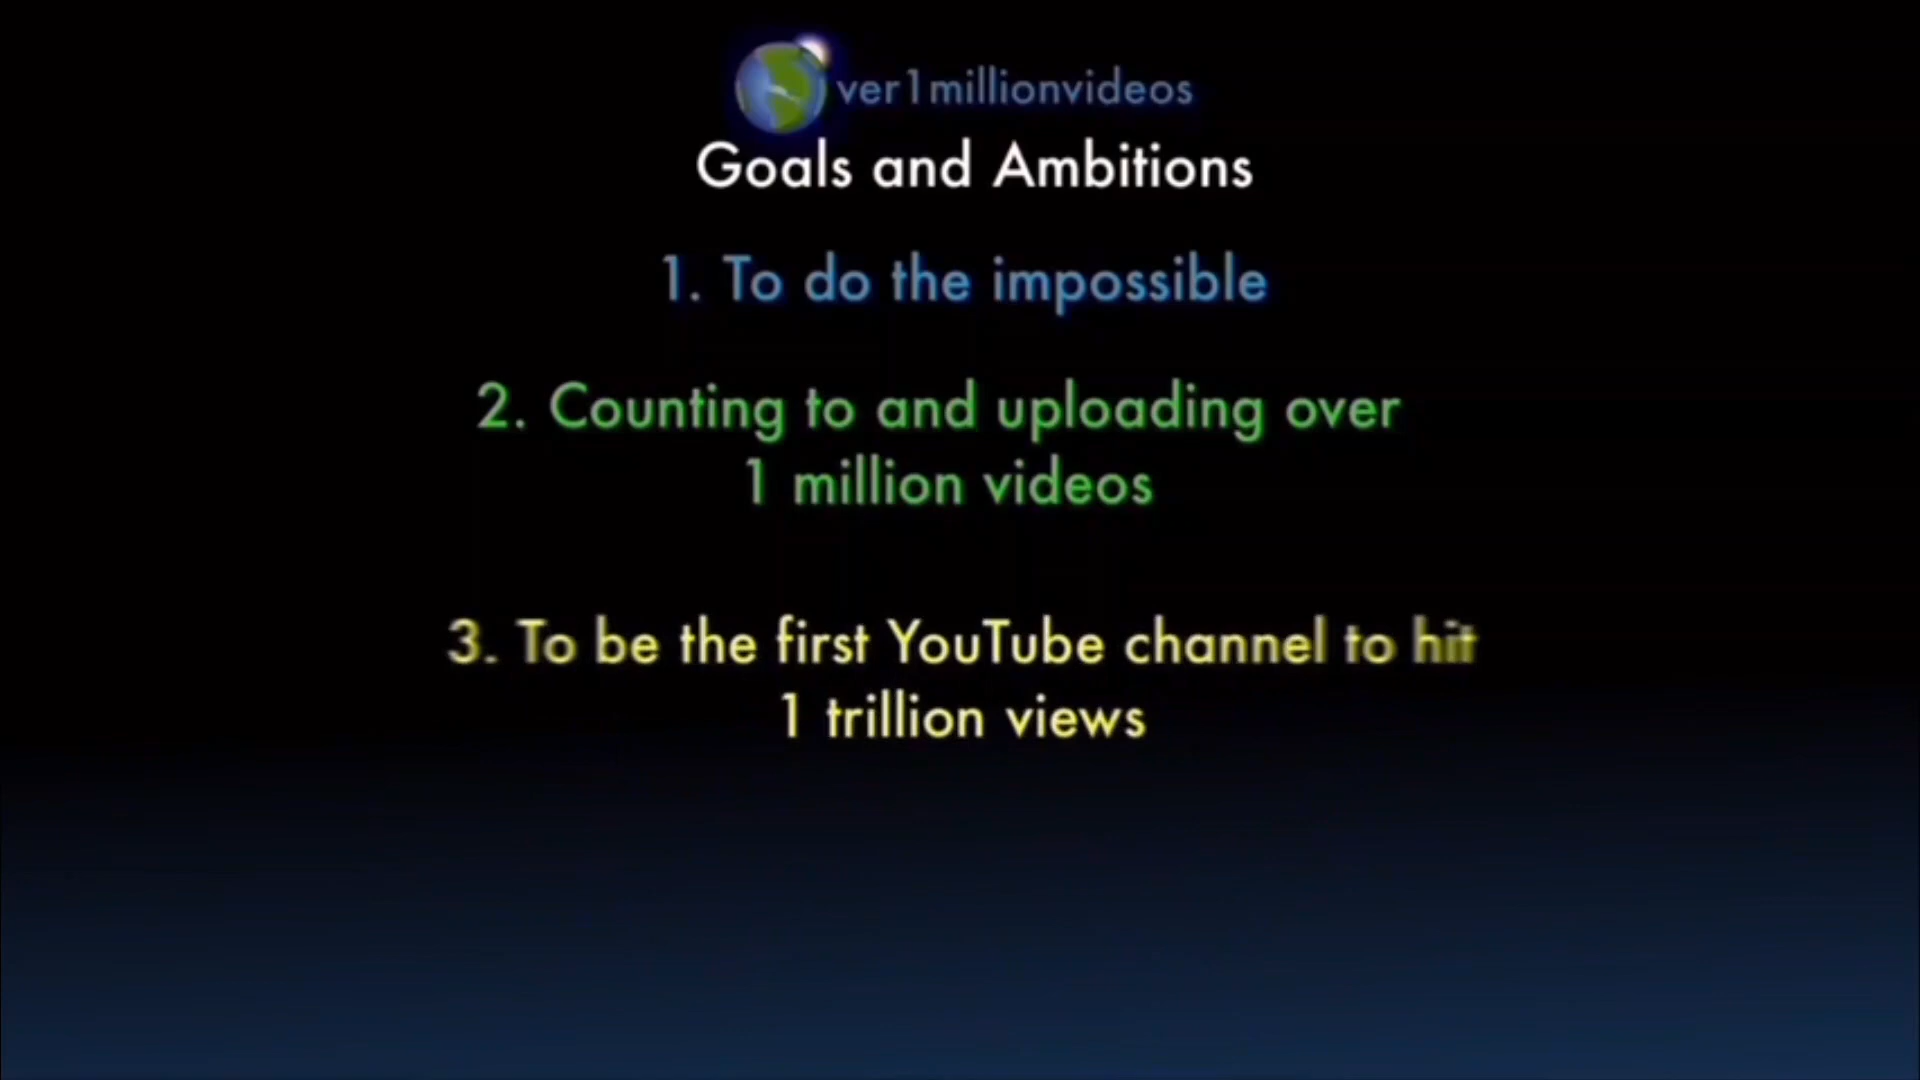 ver1millionvideos
Goals and Ambitions
1. To do the impossible
2. Counting to and uploading over
1 million videos
3. To be the first YouTube channel to hit
1 trillion views